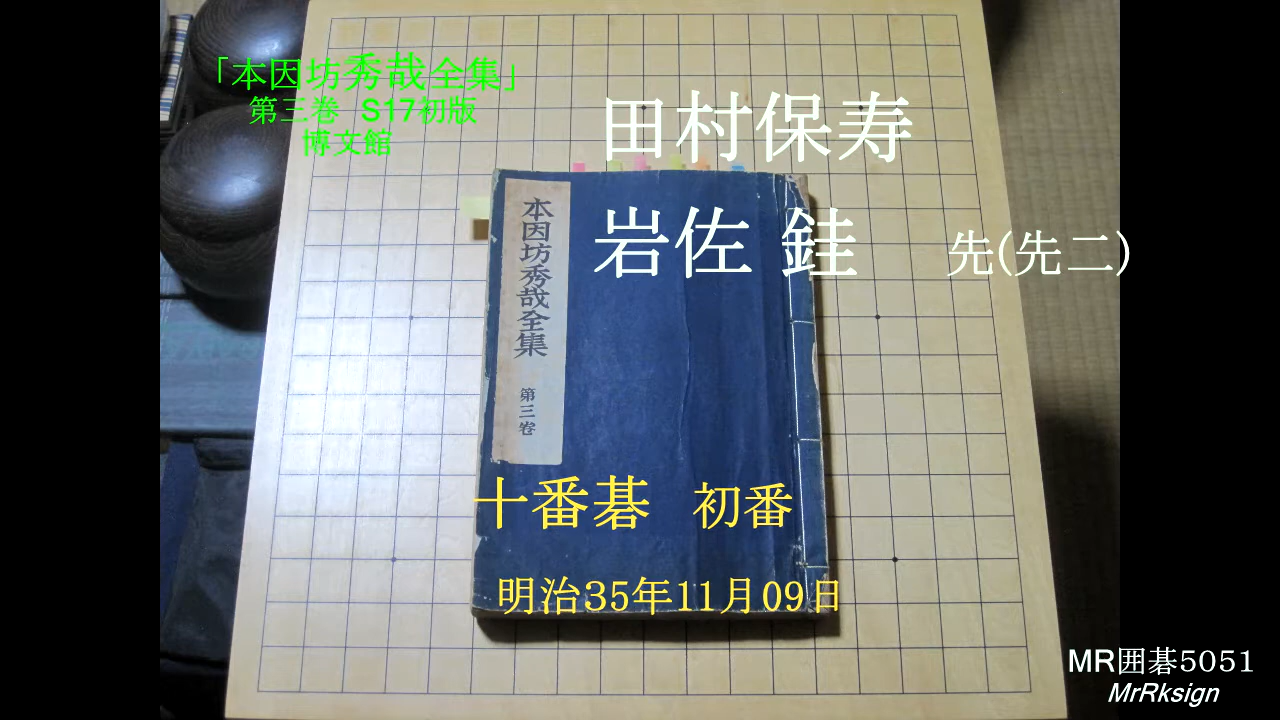 「本因坊秀哉全集」
第三巻 S17初版
博文館
田村保寿
岩佐 銈 先(先二)
本因坊秀哉全集
第三卷
十番碁 初番
明治35年11月09日
MR囲碁5051
MrRksign